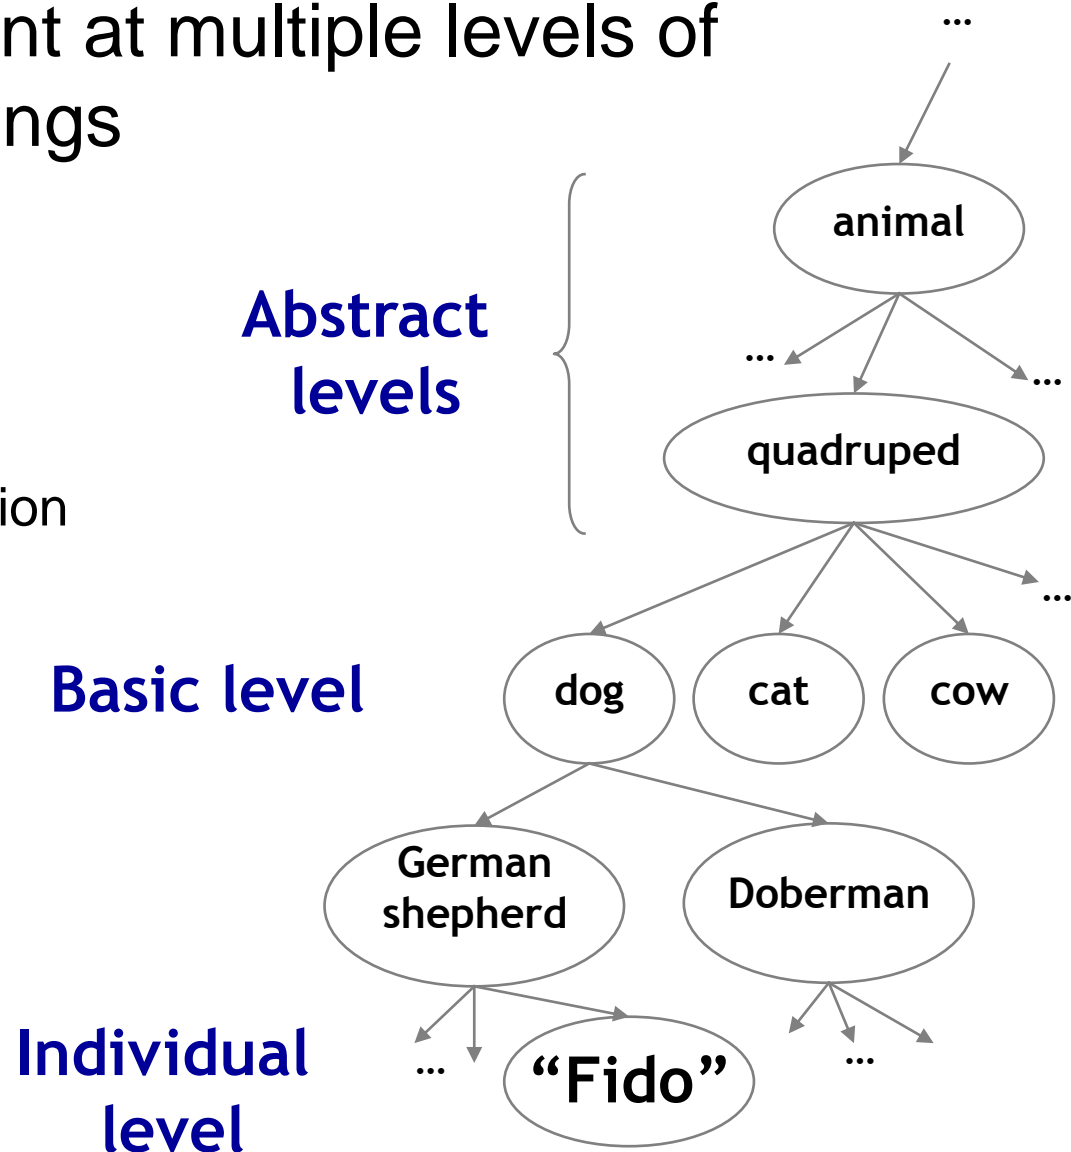 nt at multiple levels of
ngs
...
animal
Abstract
levels
...
...
quadruped
ion
...
Basic level
dog
cat
cow
German
shepherd
Doberman
Individual
level
...
“Fido”
...